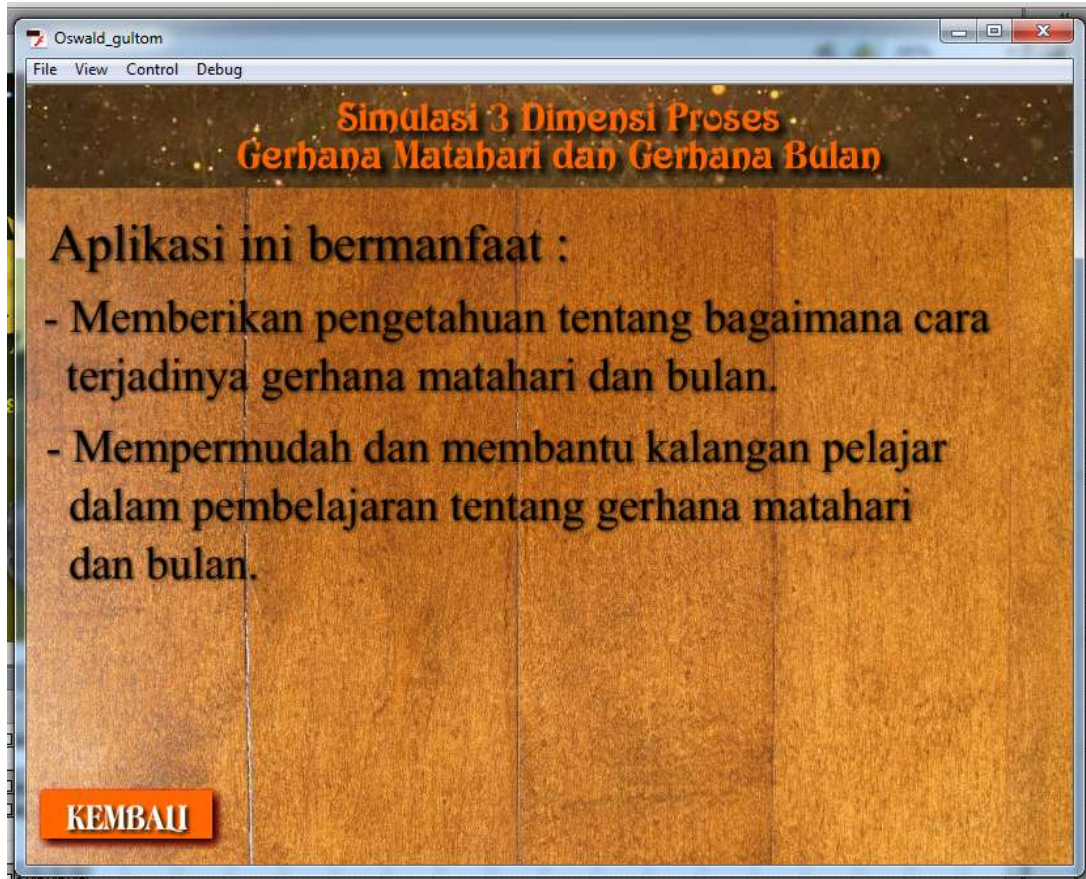 Oswald_gultom
File View Control Debug
Simulasi 3 Dimensi Proses
Gerhana Matahari dan Gerhana Bulan
Aplikasi ini bermanfaat :
- Memberikan pengetahuan tentang bagaimana cara
terjadinya gerhana matahari dan bulan.
- Mempermudah dan membantu kalangan pelajar
dalam pembelajaran tentang gerhana matahari
dan bulan.
KEMBALI